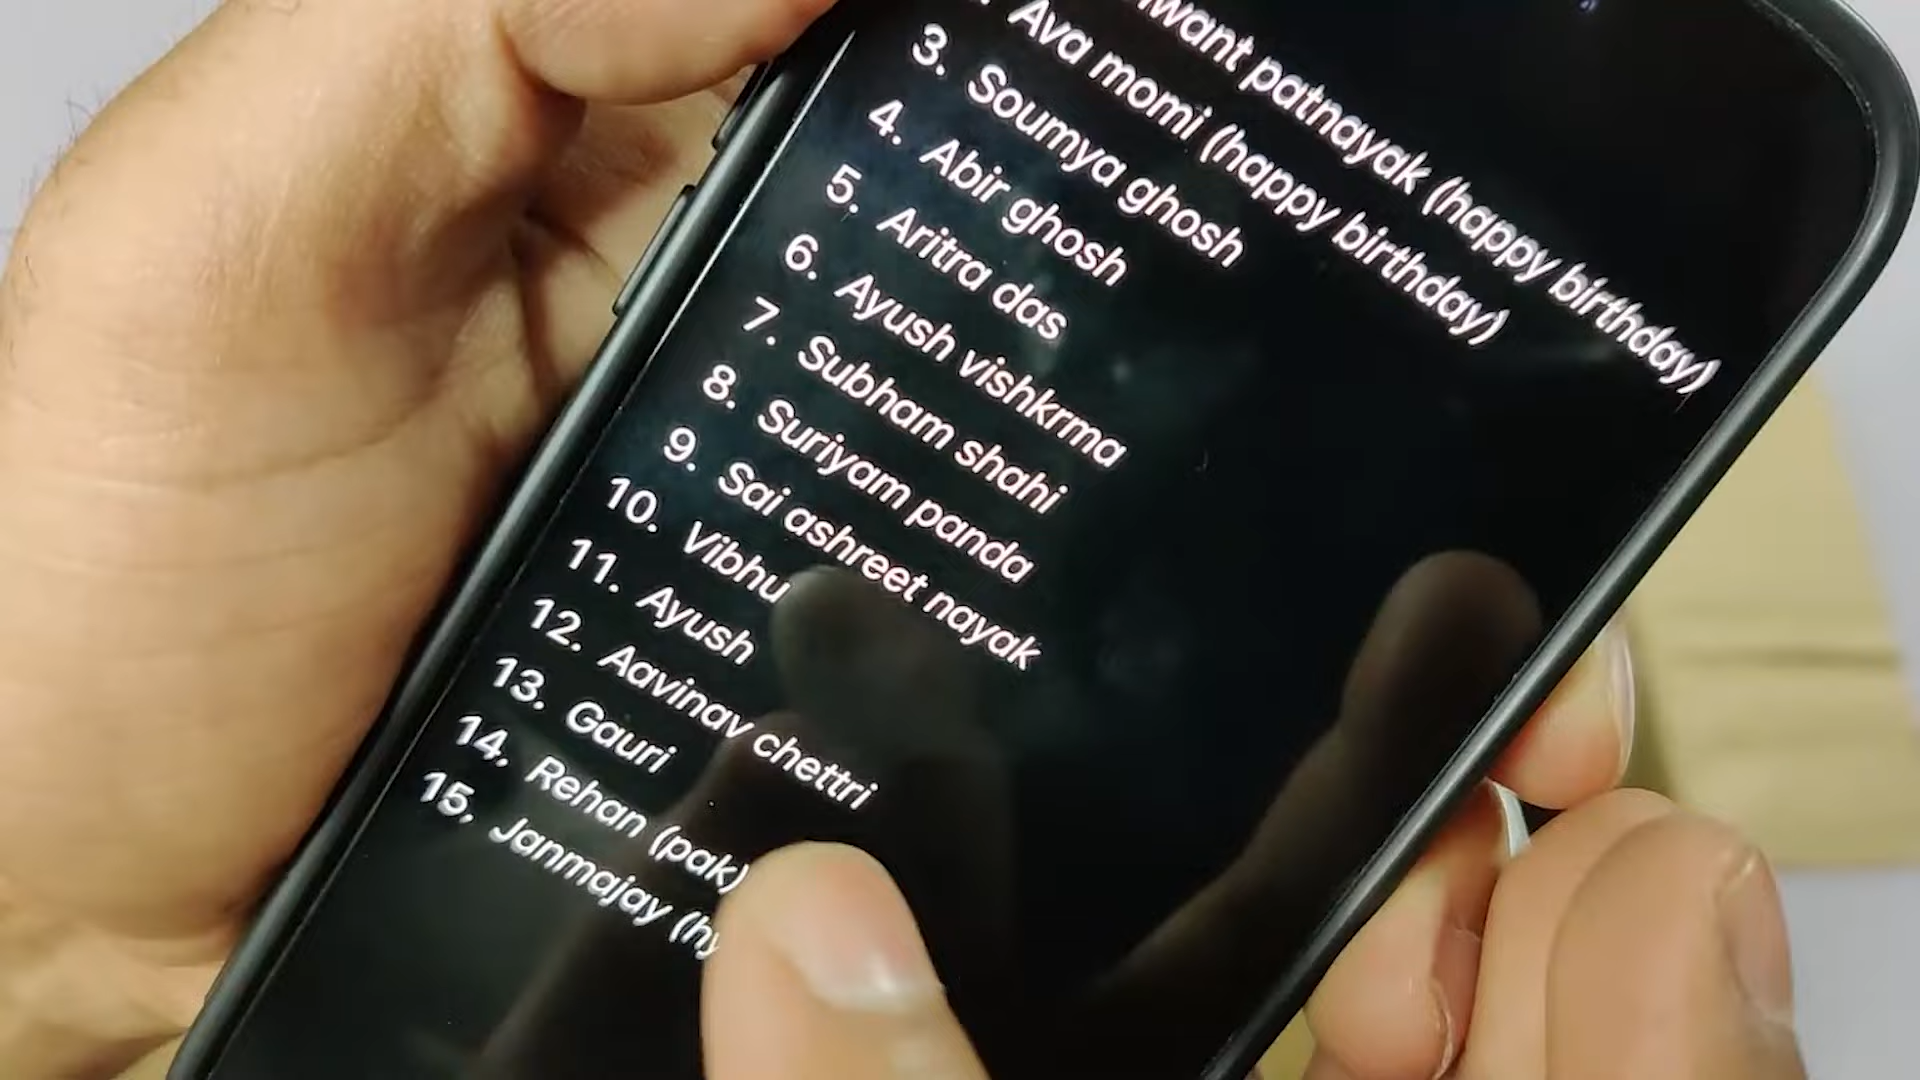 patnayak (happy birthday)
Ava momi (happy birthday)
3. Soumya ghosh
4. Abir ghosh
5. Aritra das
6. Ayush vishkrma
7. Subham shahi
8. Suriyam panda
9. Sai ashreet nayak
10. Vibhu
11. Ayush
12. Aavinav chettri
13. Gauri
14. Rehan (pak)
15. Janmajay